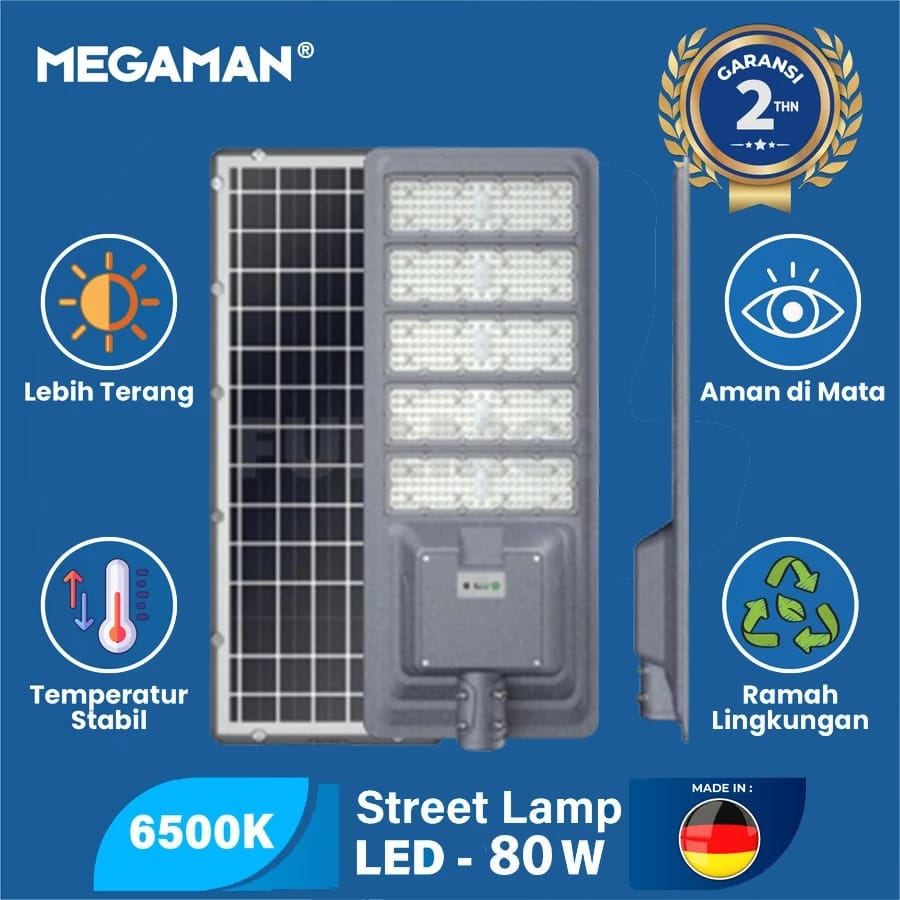 MEGAMAN®
GARANSI
2 THN
Lebih Terang
Aman di Mata
Temperatur
Stabil
Ramah
Lingkungan
6500K
Street Lamp
LED - 80 W
MADE IN :